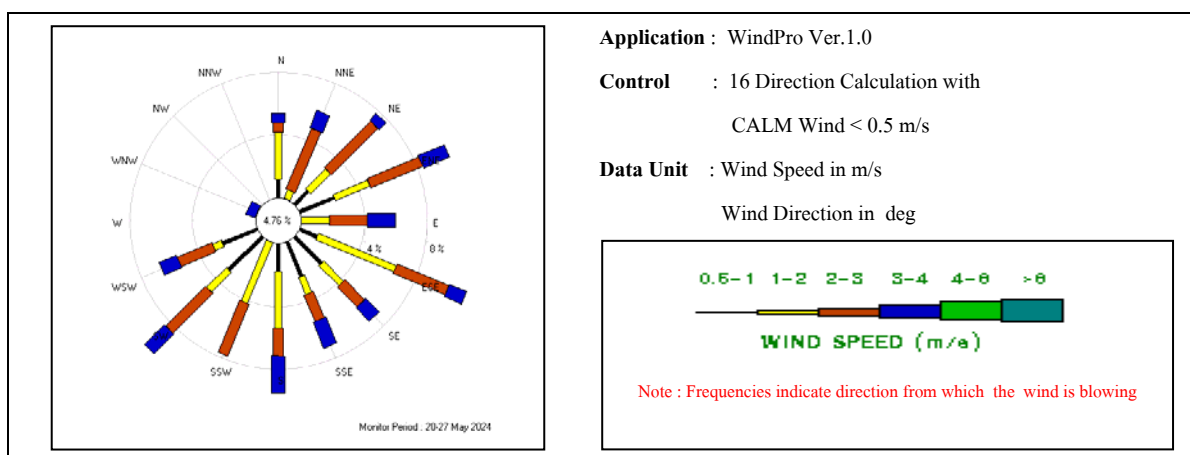 N
NNW
NNE
NW
NE
WNW
ENE
W
4.76 %
E
4 %
8 %
WSW
ESE
SE
SSW
SSE
Monitor Period : 20-27 May 2024
Application : WindPro Ver.1.0
Control : 16 Direction Calculation with
CALM Wind < 0.5 m/s
Data Unit : Wind Speed in m/s
Wind Direction in deg
0.5-1 1-2 2-3 3-4 4-8 >8
WIND SPEED (m/s)
Note : Frequencies indicate direction from which the wind is blowing